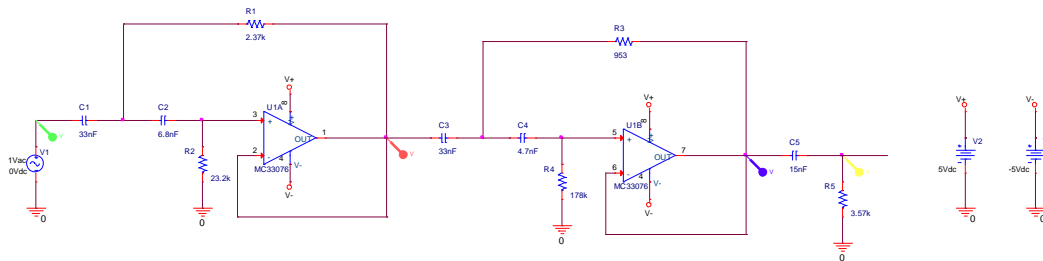 R1
2.37k
R3
953
V+
V+
V+
V-
C1
33nF
C2
6.8nF
3
U1A
8
+
V+
OUT
1
2
-
4
V-
MC33076
V-
C3
33nF
C4
4.7nF
5
U1B
8
+
V+
OUT
7
6
-
4
V-
MC33076
V-
C5
15nF
V
V
V
V
1Vac
0Vdc
V1
R2
23.2k
R4
178k
R5
3.57k
V2
5Vdc
-5Vdc
0
0
0
0
0
0